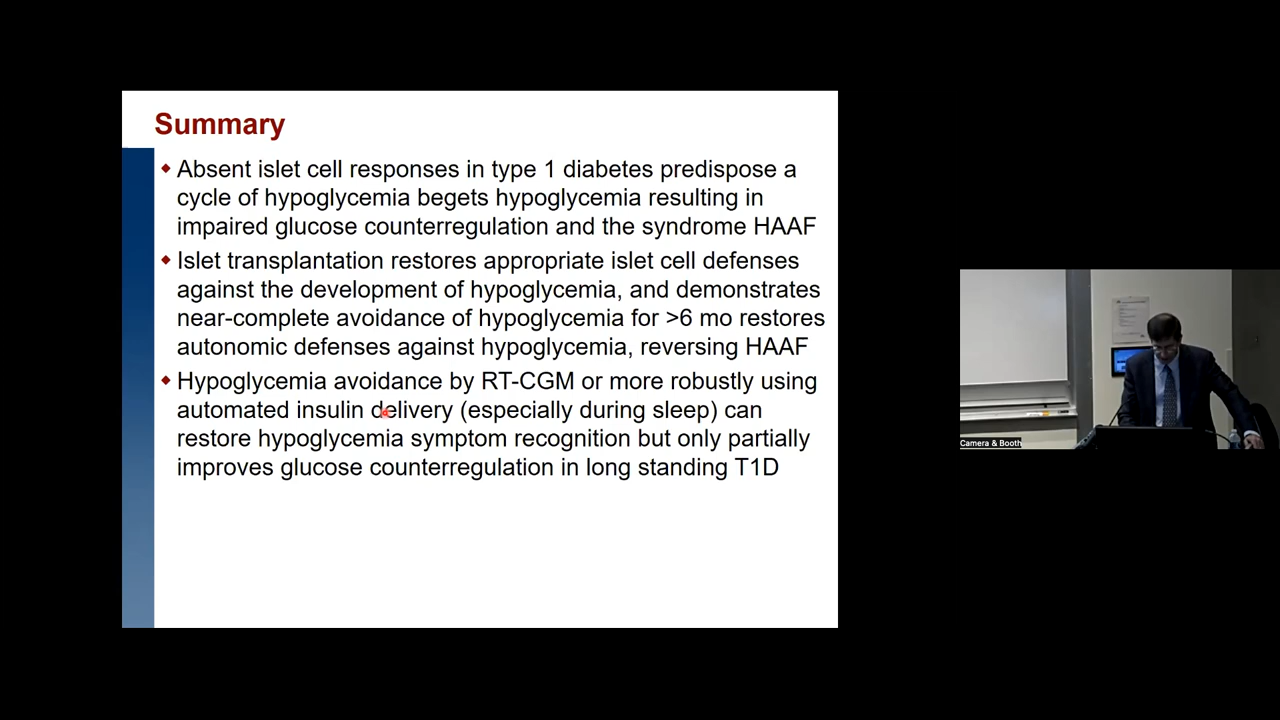 Summary
Absent islet cell responses in type 1 diabetes predispose a
cycle of hypoglycemia begets hypoglycemia resulting in
impaired glucose counterregulation and the syndrome HAAF
Islet transplantation restores appropriate islet cell defenses
against the development of hypoglycemia, and demonstrates
near-complete avoidance of hypoglycemia for >6 mo restores
autonomic defenses against hypoglycemia, reversing HAAF
Hypoglycemia avoidance by RT-CGM or more robustly using
automated insulin delivery (especially during sleep) can
restore hypoglycemia symptom recognition but only partially
improves glucose counterregulation in long standing T1D
Camera & Booth